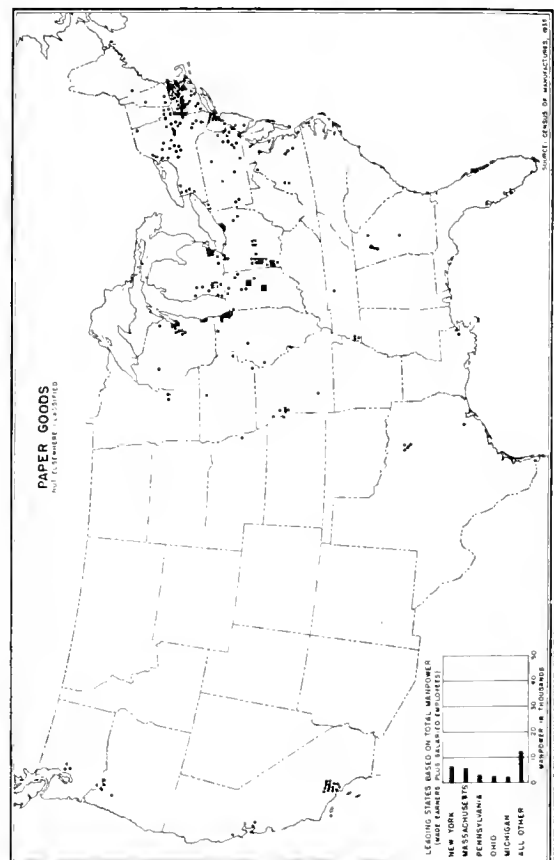 PAPER GOODS
NOT ELSEWHERE CLASSIFIED
LEADING STATES BASED ON TOTAL MANPOWER
(WAGE EARNERS PLUS SALARIED EMPLOYEES)
NEW YORK
MASSACHUSETTS
PENNSYLVANIA
OHIO
MICHIGAN
ALL OTHER
0 10 20 30 40 50
MANPOWER IN THOUSANDS
SOURCE: CENSUS OF MANUFACTURES,